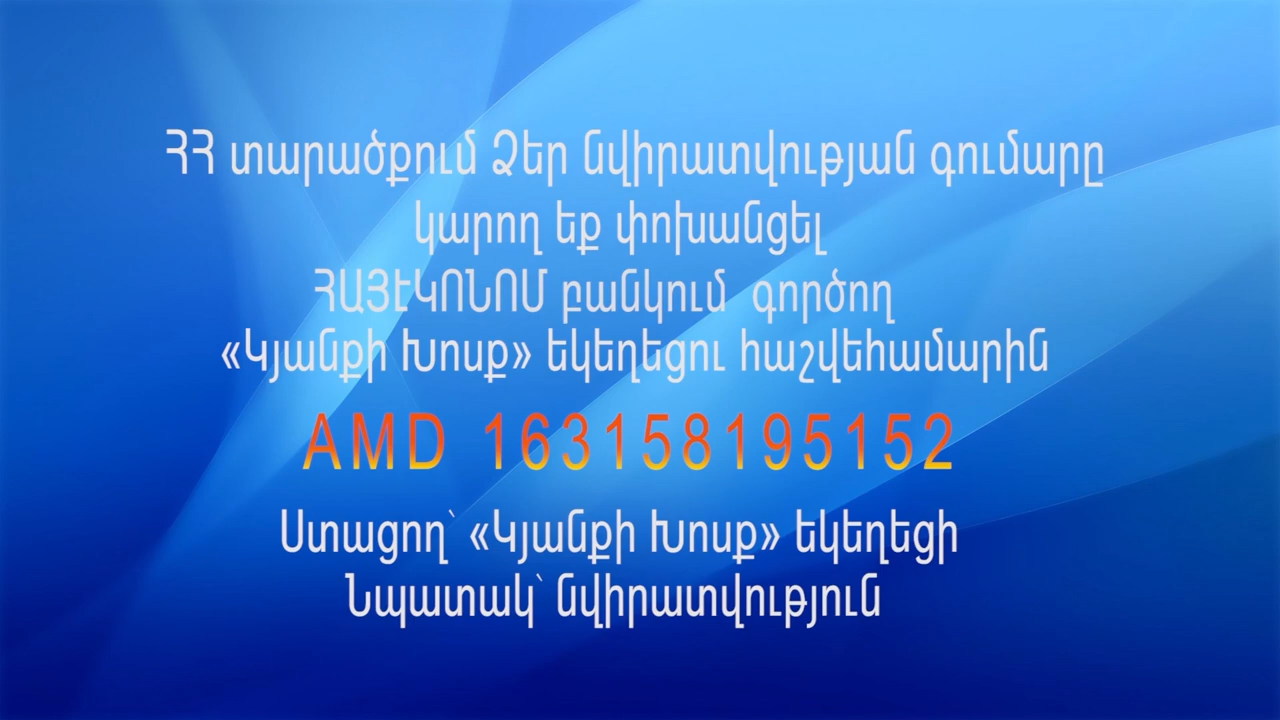 ՀՀ տարածքում Ձեր նվիրատվության գումարը
կարող եք փոխանցել
ՀԱՅԷԿՈՆՈՄ բանկում գործող
«Կյանքի Խոսք» եկեղեցու հաշվեհամարին
AMD 163158195152
Ստացող՝ «Կյանքի Խոսք» եկեղեցի
Նպատակ՝ նվիրատվություն